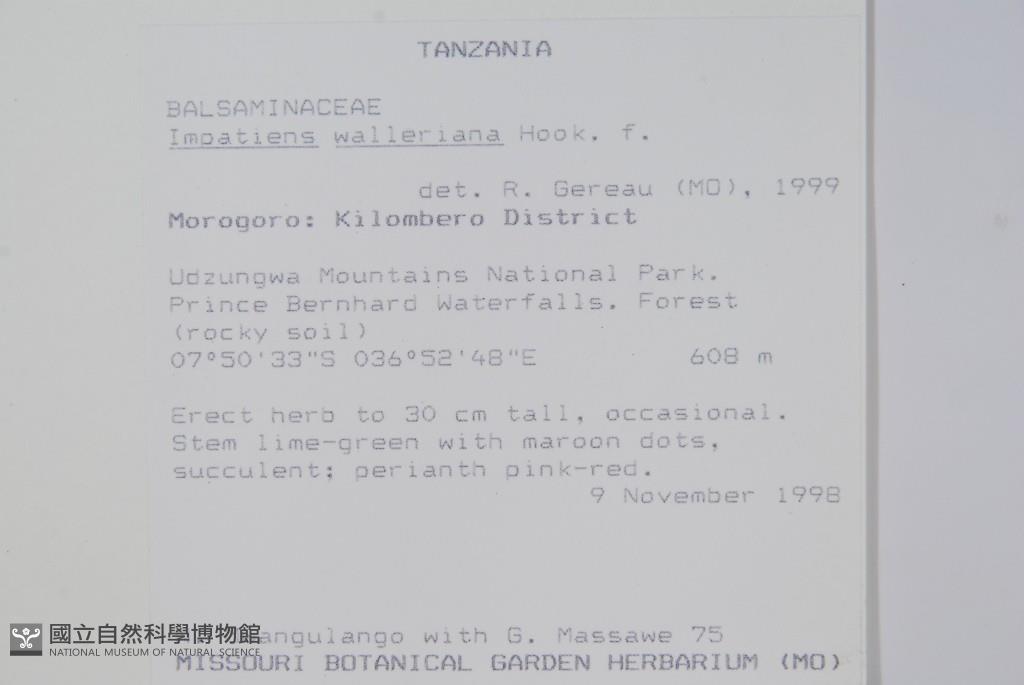 TANZANIA
BALSAMINACEAE
Impatiens walleriana Hook. f.
det. R. Gereau (MO), 1999
Morogoro: Kilombero District
Udzungwa Mountains National Park.
Prince Bernhard Waterfalls. Forest
(rocky soil)
07°50'33"S 036°52'48"E 608 m
Erect herb to 30 cm tall, occasional.
Stem lime-green with maroon dots,
succulent; perianth pink-red.
9 November 1998
with G. Massawe 75
MISSOURI BOTANICAL GARDEN HERBARIUM (MO)
國立自然科學博物館
NATIONAL MUSEUM OF NATURAL SCIENCE